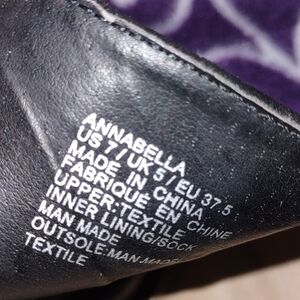 ANNABELLA
US 7 / UK 5 / EU 37.5
MADE IN CHINA
FABRIQUÉ EN CHINE
UPPER:TEXTILE
INNER LINING/SOCK
MAN MADE
OUTSOLE:MAN MADE
TEXTILE